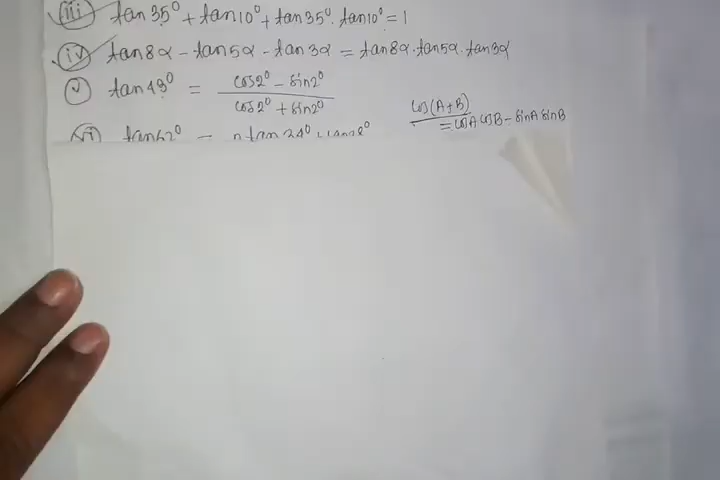 (iii) tan35° + tan10° + tan35°. tan10° = 1
(iv) tan8α - tan5α - tan3α = tan8α. tan5α. tan3α
(v) tan43° = cos2° - sin2° / cos2° + sin2°
cos(A+B)
= cosA cosB - sinA sinB